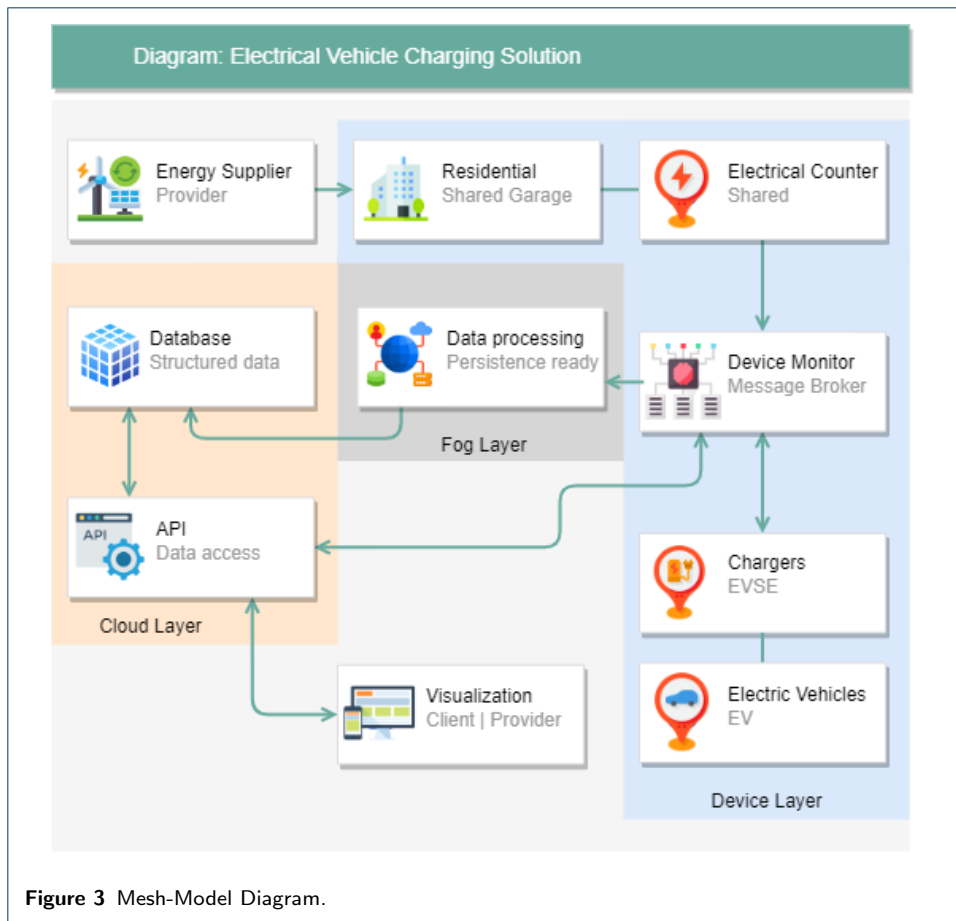 Diagram: Electrical Vehicle Charging Solution
Energy Supplier
Provider
Residential
Shared Garage
Electrical Counter
Shared
Database
Structured data
Data processing
Persistence ready
Device Monitor
Message Broker
Fog Layer
API
API
Data access
Chargers
EVSE
Cloud Layer
Visualization
Client | Provider
Electric Vehicles
EV
Device Layer
Figure 3 Mesh-Model Diagram.